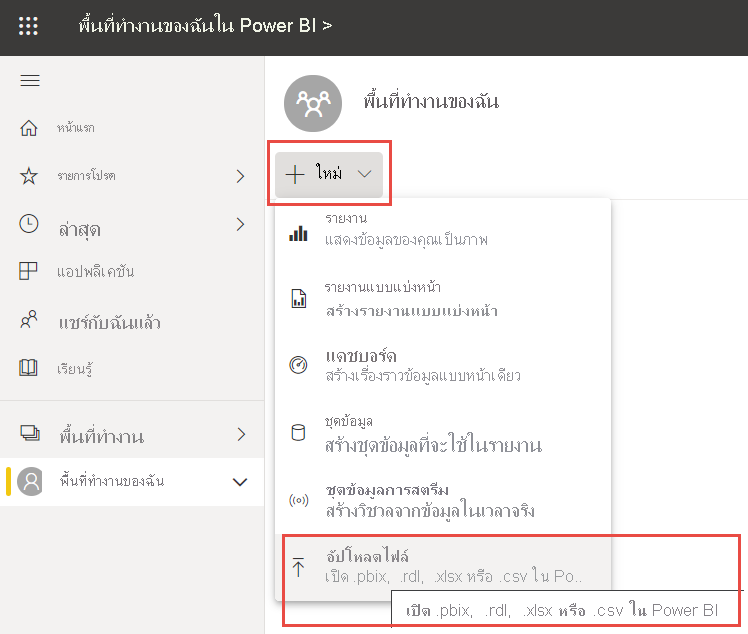 พื้นที่ทำงานของฉันใน Power BI >
หน้าแรก
รายการโปรด
ล่าสุด
แอปพลิเคชัน
แชร์กับฉันแล้ว
เรียนรู้
พื้นที่ทำงาน
พื้นที่ทำงานของฉัน
พื้นที่ทำงานของฉัน
ใหม่
รายงาน
แสดงข้อมูลของคุณเป็นภาพ
รายงานแบบแบ่งหน้า
สร้างรายงานแบบแบ่งหน้า
แดชบอร์ด
สร้างเรื่องราวข้อมูลแบบหน้าเดียว
ชุดข้อมูล
สร้างชุดข้อมูลที่จะใช้ในรายงาน
ชุดข้อมูลการสตรีม
สร้างวิชวลจากข้อมูลในเวลาจริง
อัปโหลดไฟล์
เปิด .pbix, .rdl, .xlsx หรือ .csv ใน Po..
เปิด .pbix, .rdl, .xlsx หรือ .csv ใน Power BI